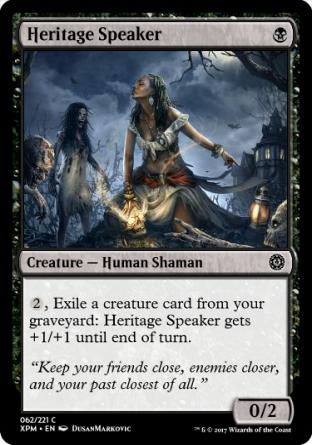 Heritage Speaker
Creature — Human Shaman
2, Exile a creature card from your
graveyard: Heritage Speaker gets
+1/+1 until end of turn.
“Keep your friends close, enemies closer,
and your past closest of all.”
0/2
062/221 C
XPM • EN DusanMarkovic
™ & © 2017 Wizards of the Coast